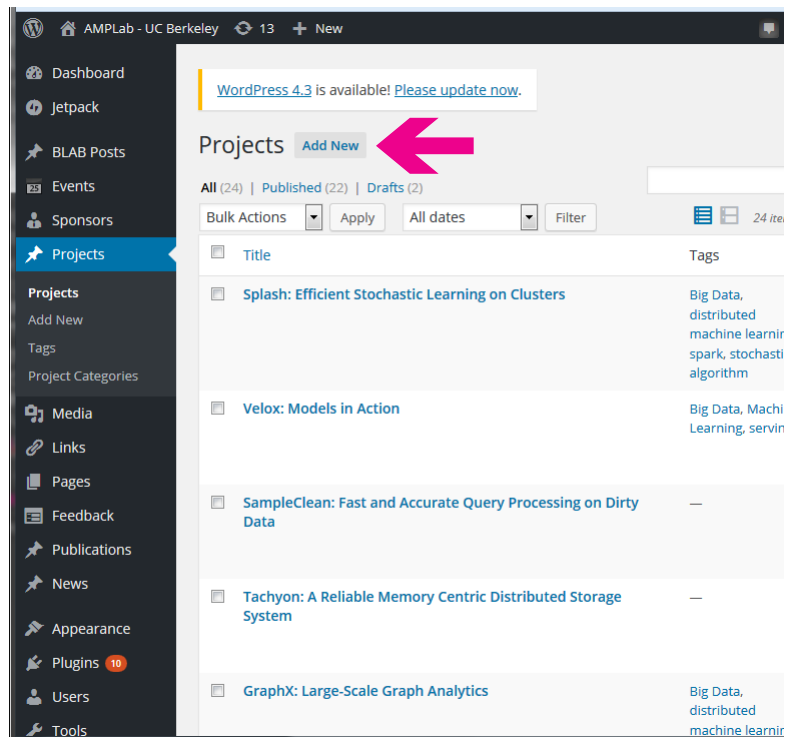 AMPLab - UC Berkeley 13 + New
Dashboard
Jetpack
BLAB Posts
25 Events
Sponsors
Projects
Projects
Add New
Tags
Project Categories
Media
Links
Pages
Feedback
Publications
News
Appearance
Plugins 10
Users
Tools
WordPress 4.3 is available! Please update now.
Projects Add New
All (24) | Published (22) | Drafts (2)
Bulk Actions Apply All dates Filter 24 ite
Title Tags
Splash: Efficient Stochastic Learning on Clusters
Big Data,
distributed
machine learnin
spark, stochasti
algorithm
Velox: Models in Action
Big Data, Machi
Learning, servin
SampleClean: Fast and Accurate Query Processing on Dirty
Data
—
Tachyon: A Reliable Memory Centric Distributed Storage
System
—
GraphX: Large-Scale Graph Analytics
Big Data,
distributed
machine learnin